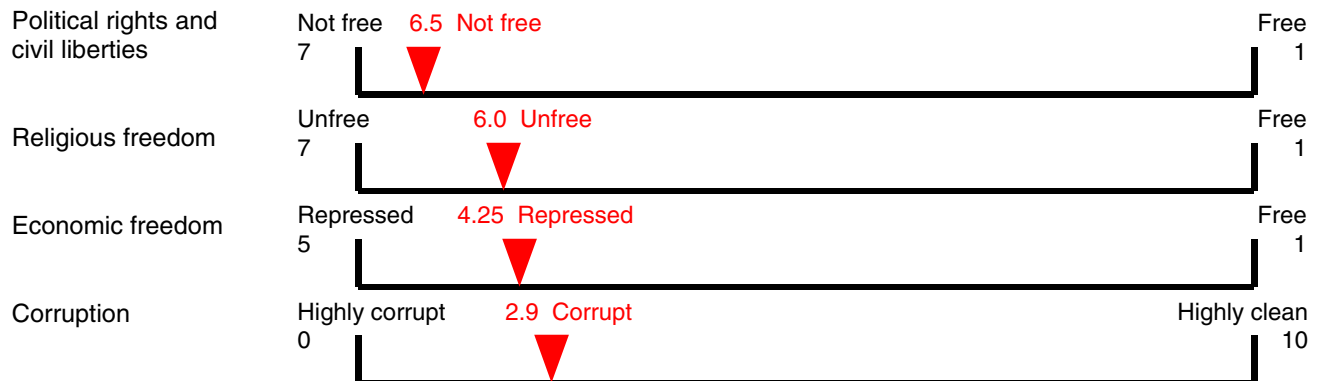 Political rights and
civil liberties
Not free 6.5 Not free Free
7 1
Religious freedom
Unfree 6.0 Unfree Free
7 1
Economic freedom
Repressed 4.25 Repressed Free
5 1
Corruption
Highly corrupt 2.9 Corrupt Highly clean
0 10